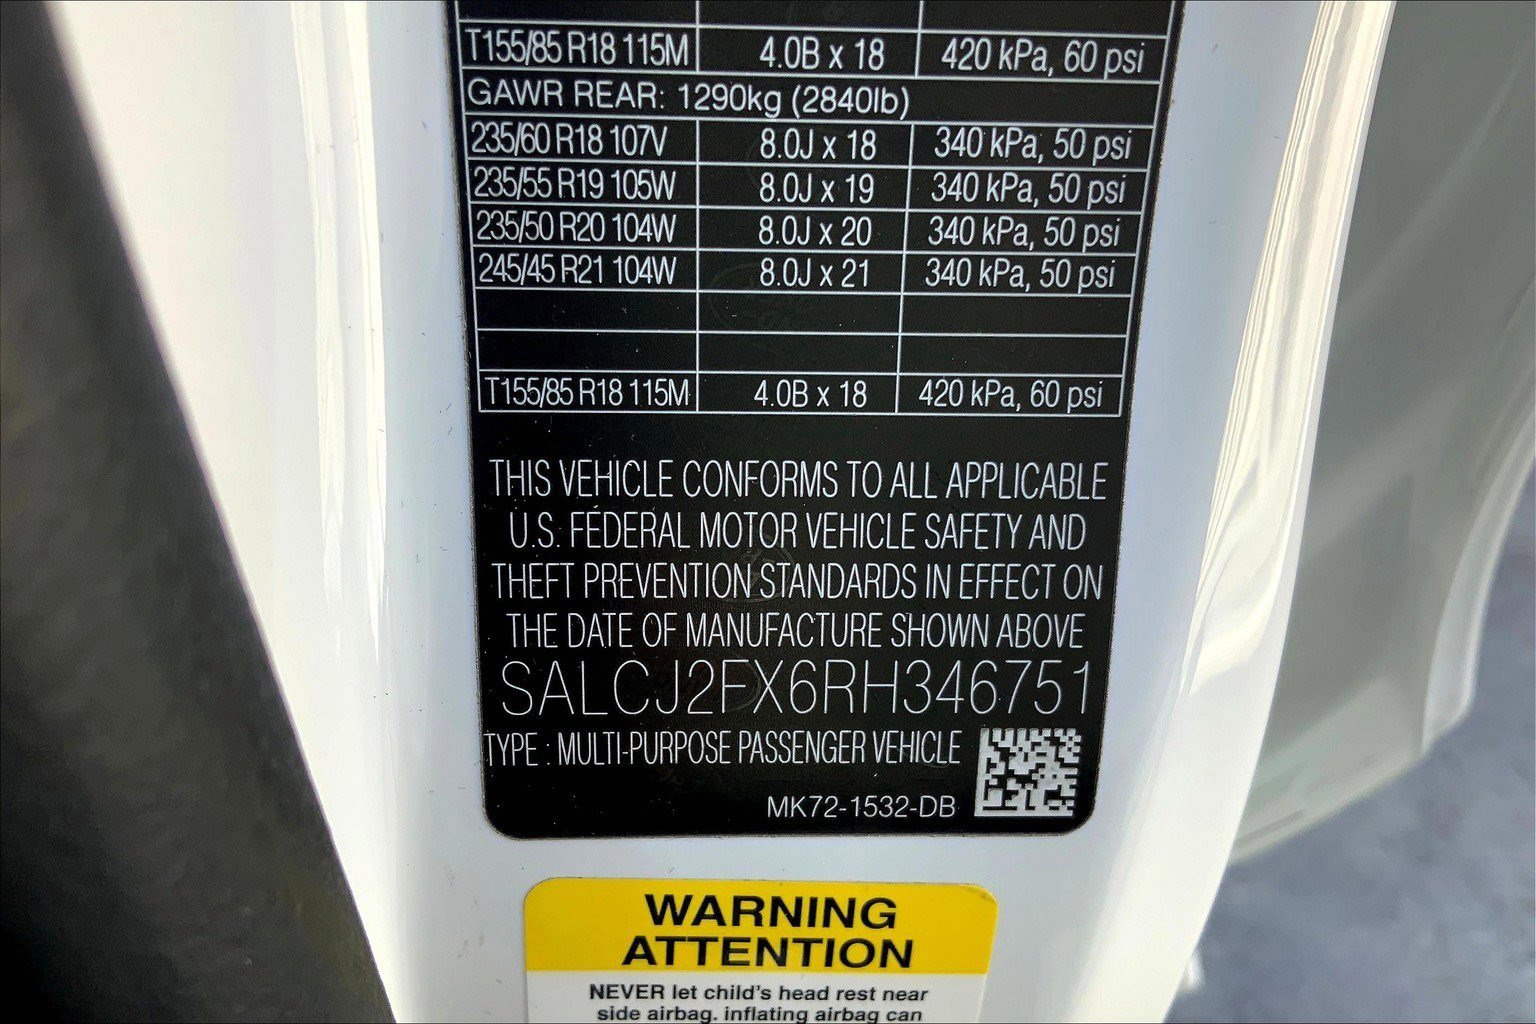 T155/85 R18 115M 4.0B x 18 420 kPa, 60 psi
GAWR REAR: 1290kg (2840lb)
235/60 R18 107V 8.0J x 18 340 kPa, 50 psi
235/55 R19 105W 8.0J x 19 340 kPa, 50 psi
235/50 R20 104W 8.0J x 20 340 kPa, 50 psi
245/45 R21 104W 8.0J x 21 340 kPa, 50 psi
T155/85 R18 115M 4.0B x 18 420 kPa, 60 psi
THIS VEHICLE CONFORMS TO ALL APPLICABLE
U.S. FEDERAL MOTOR VEHICLE SAFETY AND
THEFT PREVENTION STANDARDS IN EFFECT ON
THE DATE OF MANUFACTURE SHOWN ABOVE
SALCJ2FX6RH346751
TYPE : MULTI-PURPOSE PASSENGER VEHICLE
MK72-1532-DB
WARNING
ATTENTION
NEVER let child's head rest near
side airbag. inflating airbag can